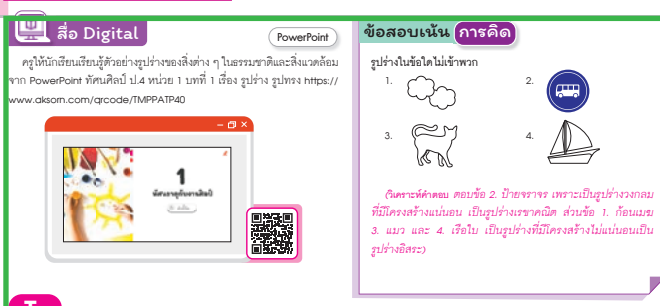 สื่อ Digital
PowerPoint
ครูให้นักเรียนเรียนรู้ตัวอย่างรูปร่างของสิ่งต่าง ๆ ในธรรมชาติและสิ่งแวดล้อม
จาก PowerPoint ทัศนศิลป์ ป.4 หน่วย 1 บทที่ 1 เรื่อง รูปร่าง รูปทรง https://
www.aksorn.com/qrcode/TMPPATP40
1
ข้อสอบเน้น การคิด
รูปร่างในข้อใดไม่เข้าพวก
1.
2.
3.
4.
(วิเคราะห์คำตอบ ตอบข้อ 2. ป้ายจราจร เพราะเป็นรูปร่างวงกลม
ที่มีโครงสร้างแน่นอน เป็นรูปร่างเรขาคณิต ส่วนข้อ 1. ก้อนเมฆ
3. แมว และ 4. เรือใบ เป็นรูปร่างที่มีโครงสร้างไม่แน่นอนเป็น
รูปร่างอิสระ)